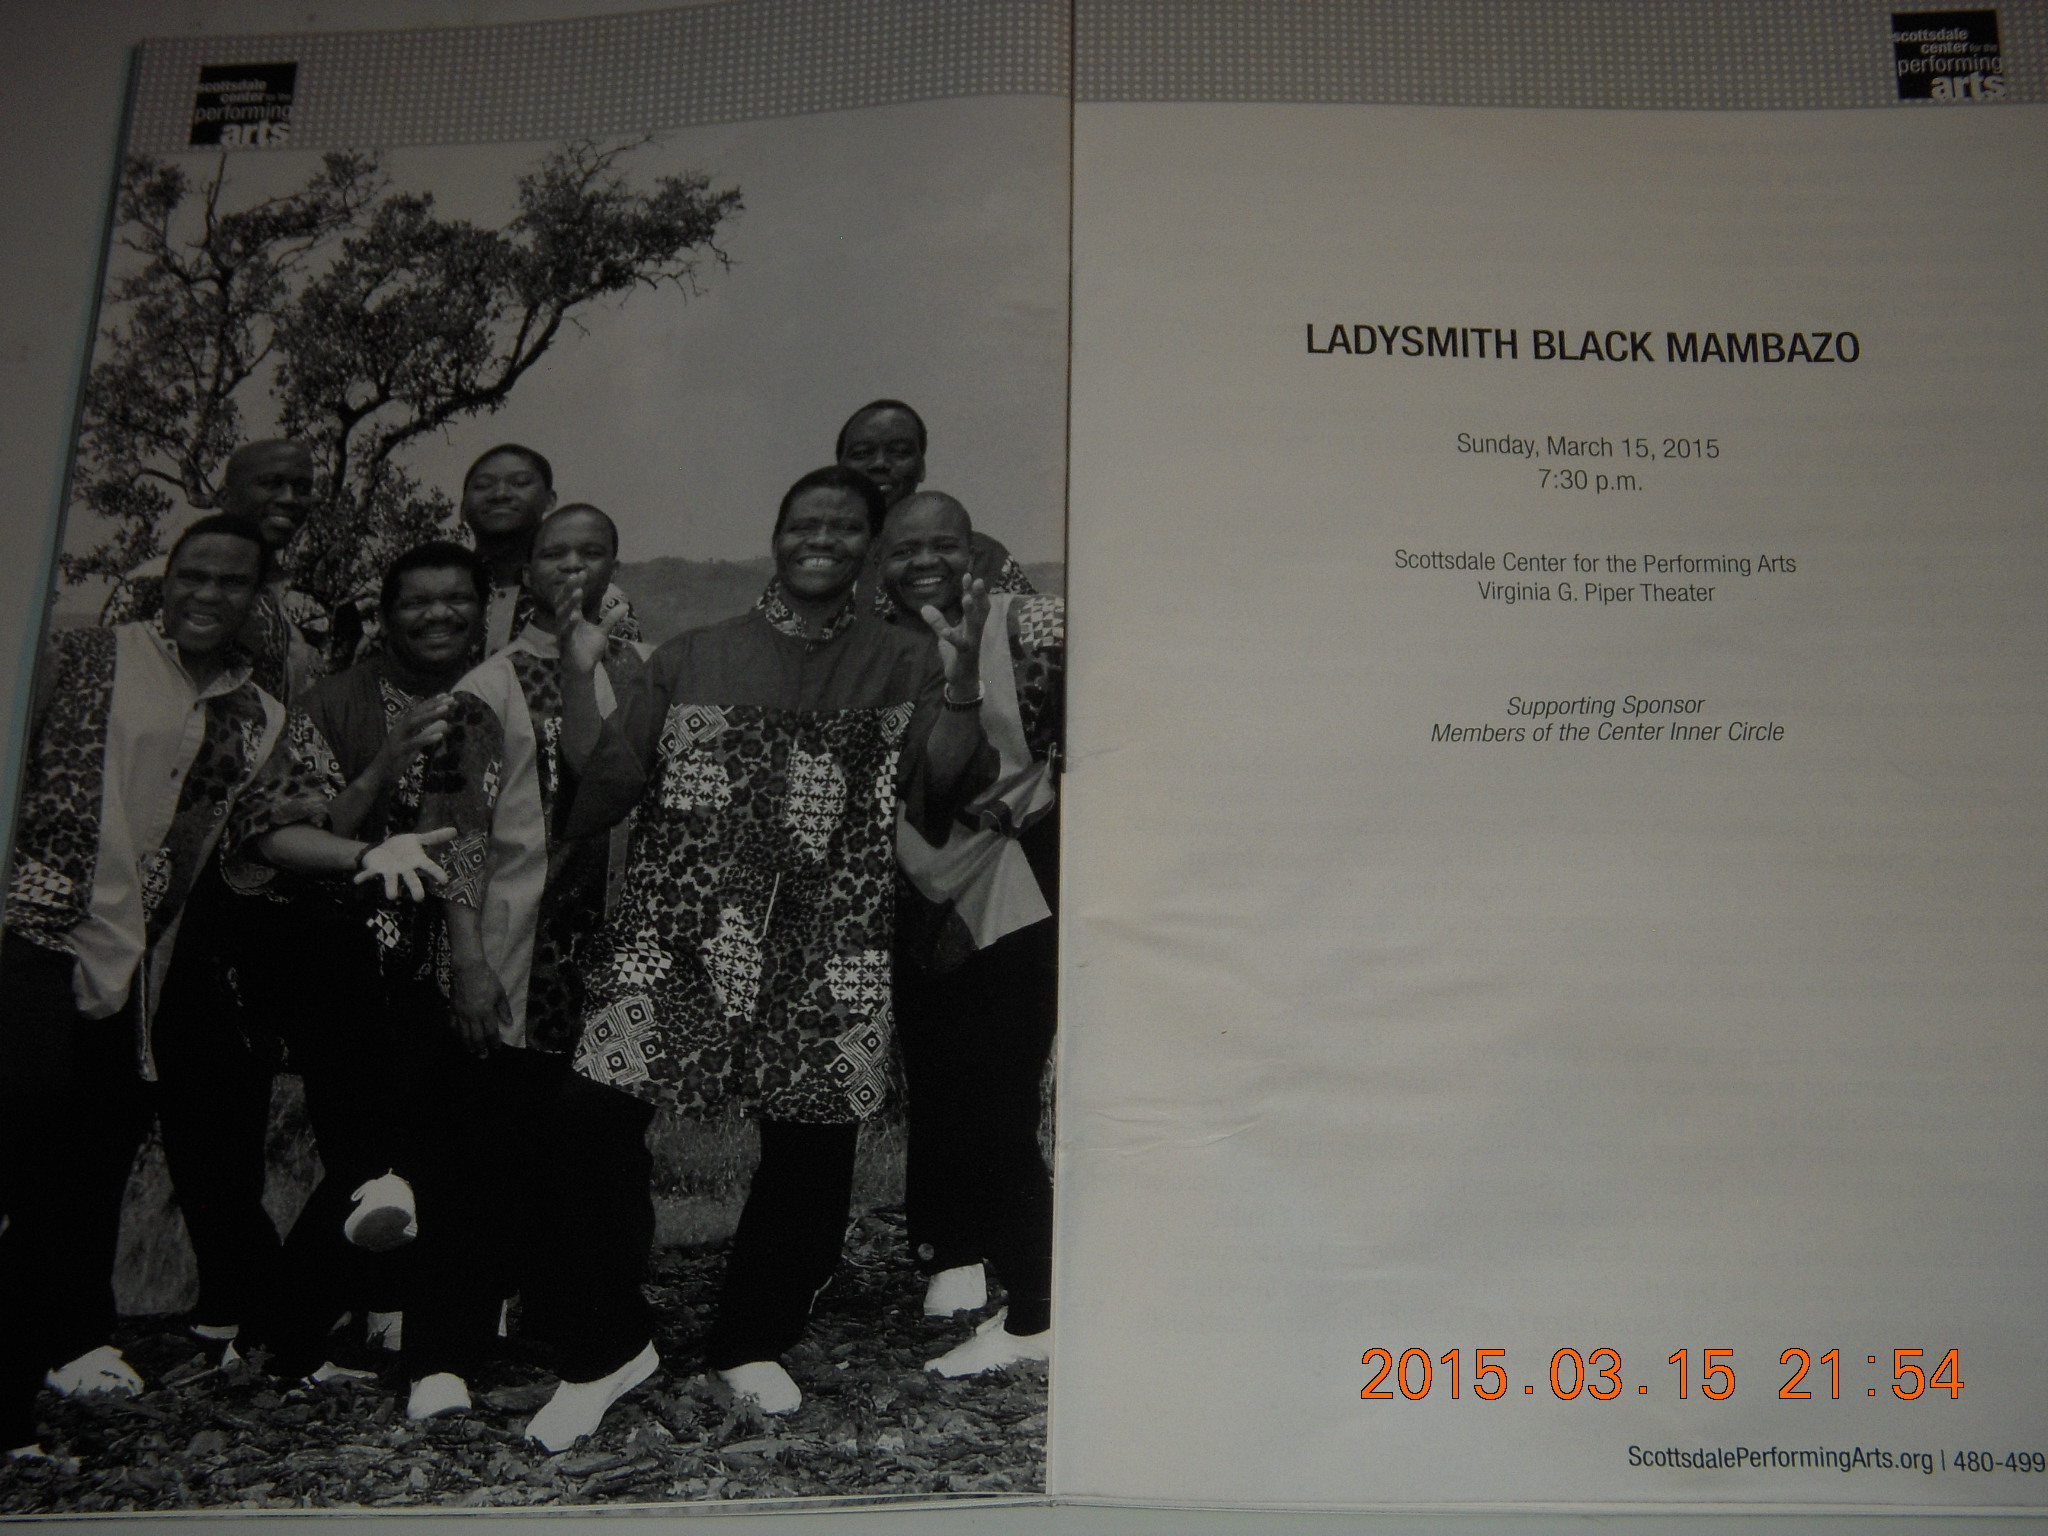 scottsdale
center for the
performing
arts
scottsdale
center for the
performing
arts
LADYSMITH BLACK MAMBAZO
Sunday, March 15, 2015
7:30 p.m.
Scottsdale Center for the Performing Arts
Virginia G. Piper Theater
Supporting Sponsor
Members of the Center Inner Circle
2015.03.15 21:54
ScottsdalePerformingArts.org | 480-499